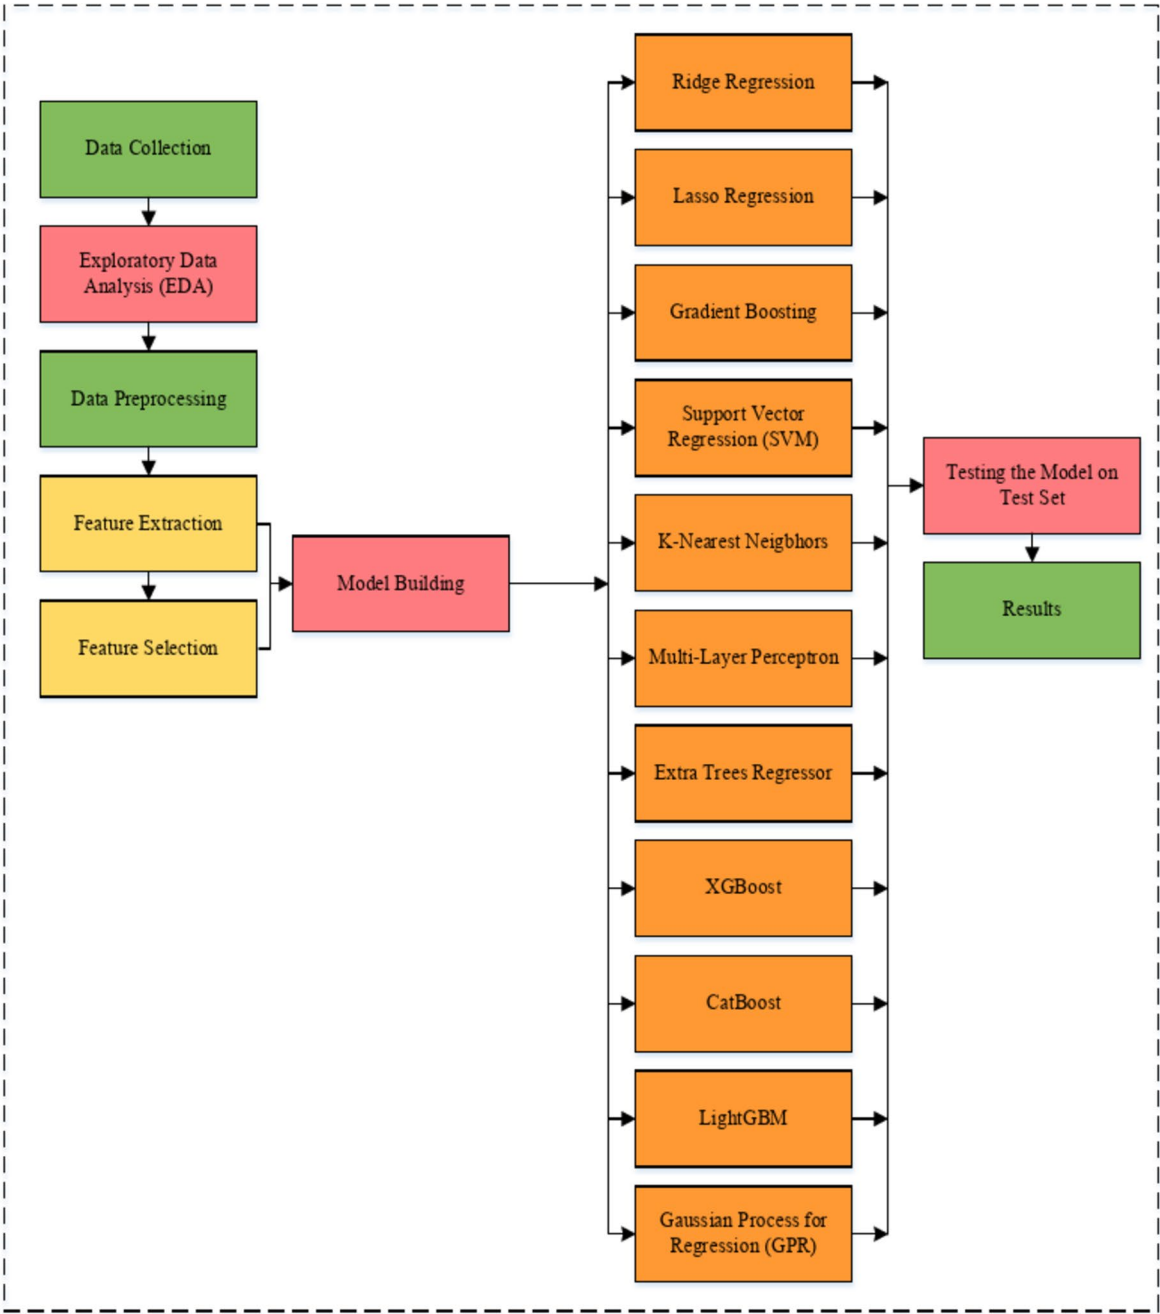 Data Collection
Exploratory Data
Analysis (EDA)
Data Preprocessing
Feature Extraction
Feature Selection
Model Building
Ridge Regression
Lasso Regression
Gradient Boosting
Support Vector
Regression (SVM)
K-Nearest Neigbhors
Multi-Layer Perceptron
Extra Trees Regressor
XGBoost
CatBoost
LightGBM
Gaussian Process for
Regression (GPR)
Testing the Model on
Test Set
Results